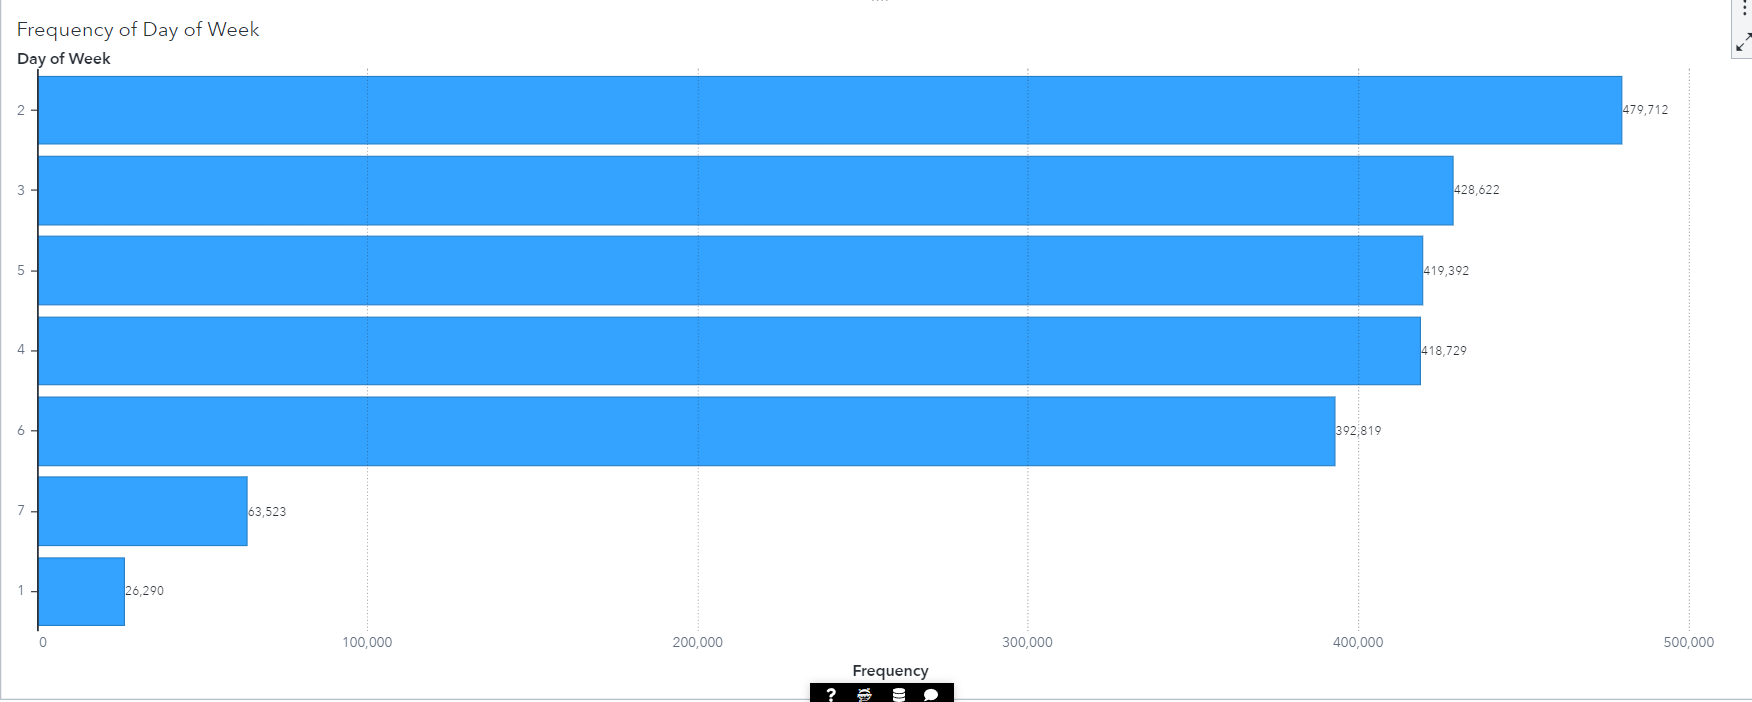 Frequency of Day of Week
Day of Week
2 479,712
3 428,622
5 419,392
4 418,729
6 392,819
7 63,523
1 26,290
0 100,000 200,000 300,000 400,000 500,000
Frequency
?